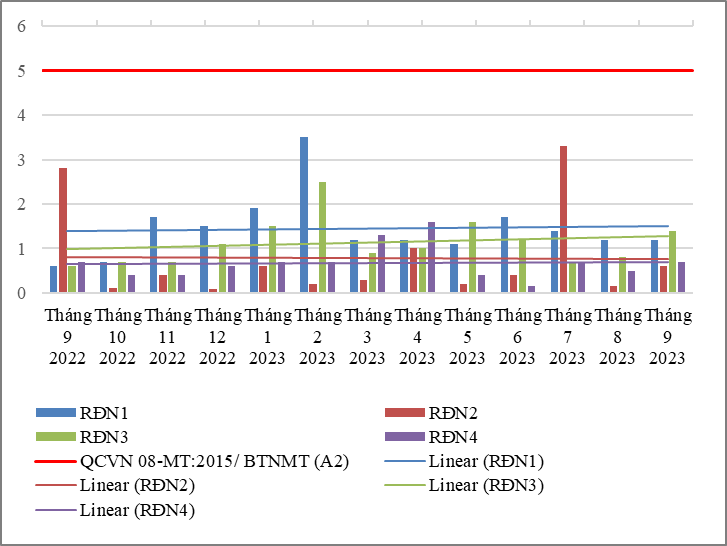 6
5
4
3
2
1
0
Tháng Tháng Tháng Tháng Tháng Tháng Tháng Tháng Tháng Tháng Tháng Tháng Tháng
9 10 11 12 1 2 3 4 5 6 7 8 9
2022 2022 2022 2022 2023 2023 2023 2023 2023 2023 2023 2023 2023
RĐN1 RĐN2
RĐN3 RĐN4
QCVN 08-MT:2015/ BTNMT (A2) Linear (RĐN1)
Linear (RĐN2) Linear (RĐN3)
Linear (RĐN4)